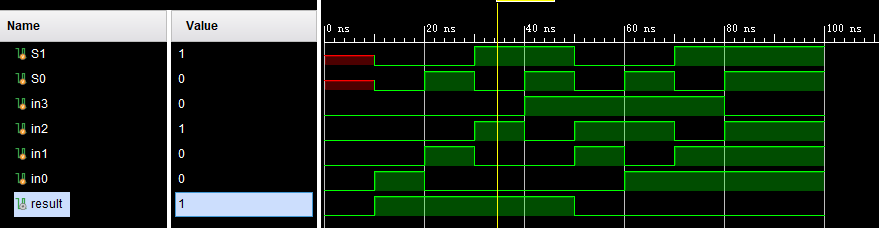 Name Value
0 ns 20 ns 40 ns 60 ns 80 ns 100 ns
S1 1
S0 0
in3 0
in2 1
in1 0
in0 0
result 1